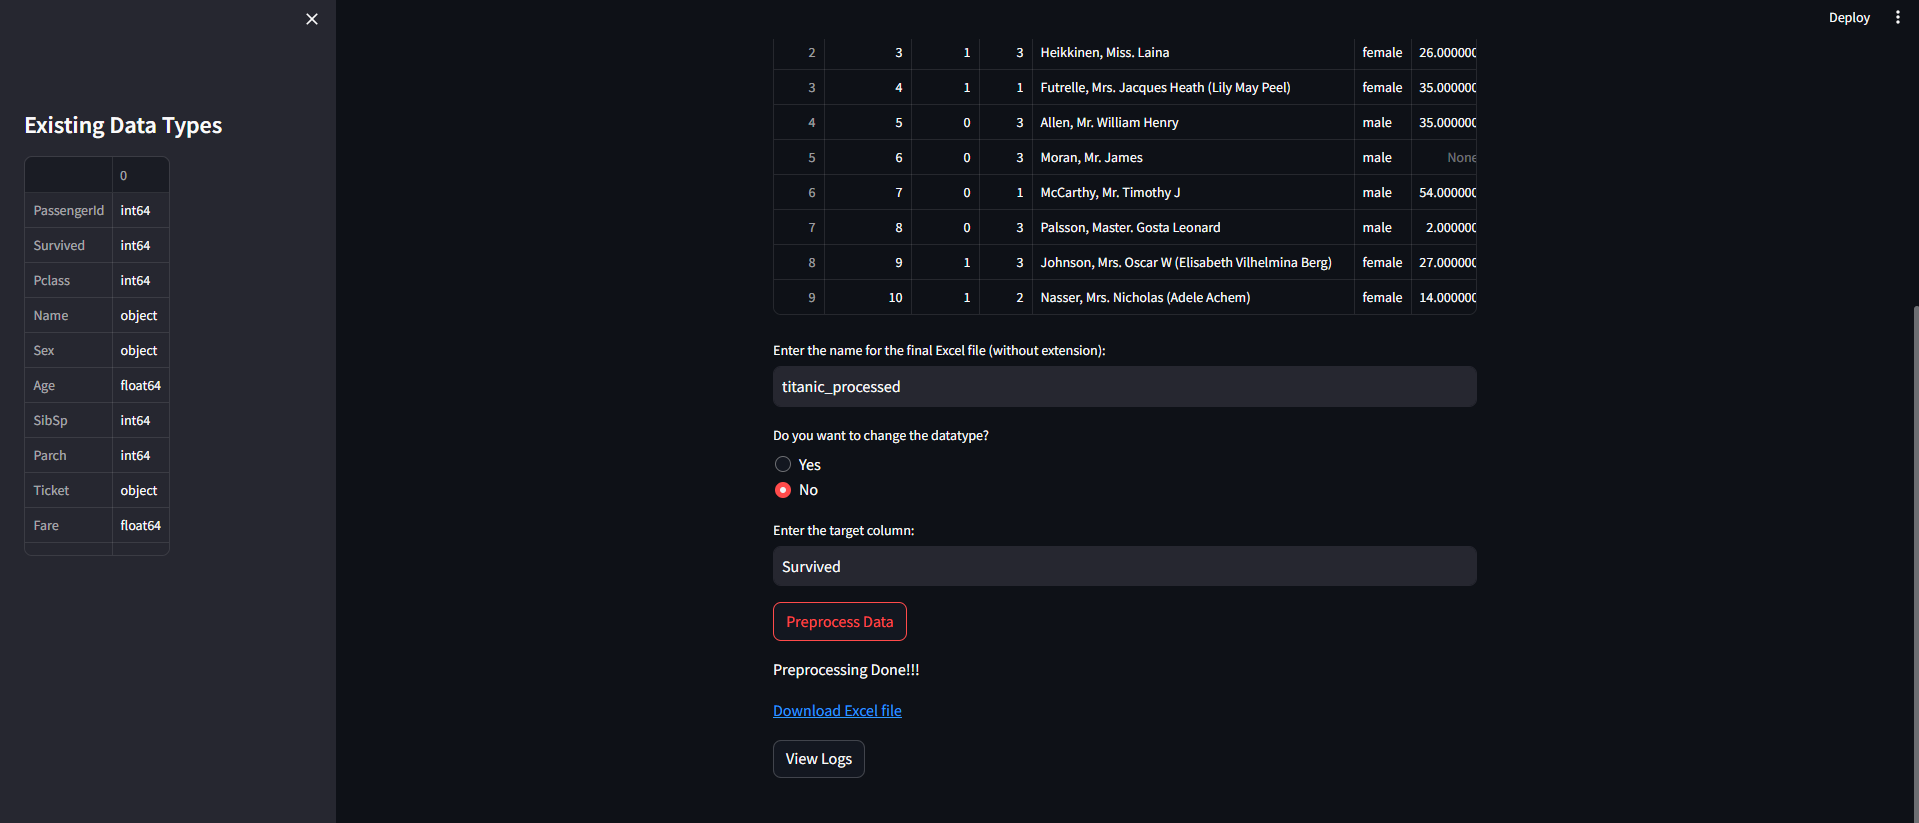 Deploy
Existing Data Types
0
PassengerId int64
Survived int64
Pclass int64
Name object
Sex object
Age float64
SibSp int64
Parch int64
Ticket object
Fare float64
2 3 1 3 Heikkinen, Miss. Laina female 26.000000
3 4 1 1 Futrelle, Mrs. Jacques Heath (Lily May Peel) female 35.000000
4 5 0 3 Allen, Mr. William Henry male 35.000000
5 6 0 3 Moran, Mr. James male None
6 7 0 1 McCarthy, Mr. Timothy J male 54.000000
7 8 0 3 Palsson, Master. Gosta Leonard male 2.000000
8 9 1 3 Johnson, Mrs. Oscar W (Elisabeth Vilhelmina Berg) female 27.000000
9 10 1 2 Nasser, Mrs. Nicholas (Adele Achem) female 14.000000
Enter the name for the final Excel file (without extension):
titanic_processed
Do you want to change the datatype?
Yes
No
Enter the target column:
Survived
Preprocess Data
Preprocessing Done!!!
Download Excel file
View Logs